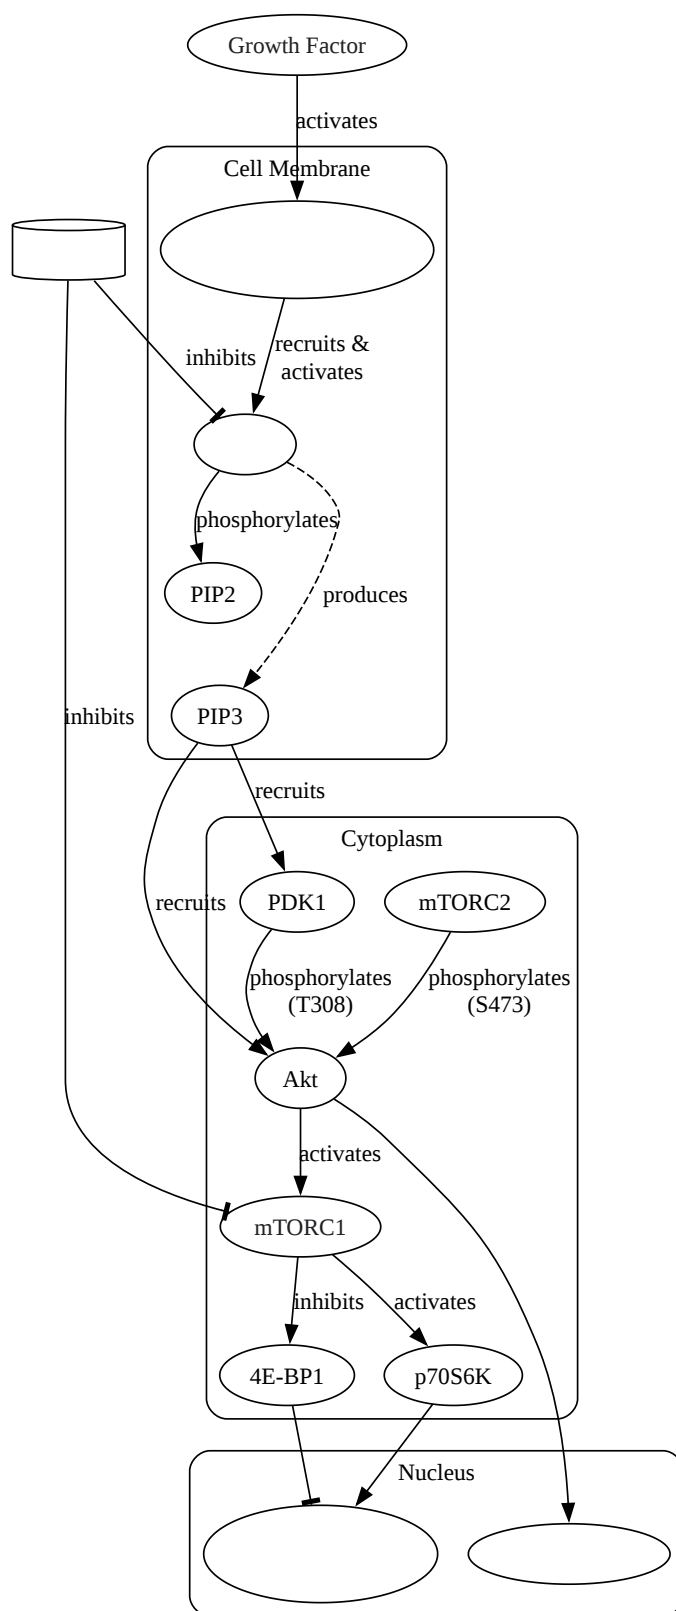 Growth Factor
activates
Cell Membrane
inhibits
recruits &
activates
phosphorylates
PIP2
produces
inhibits
PIP3
recruits
Cytoplasm
recruits
PDK1
mTORC2
phosphorylates
(T308)
phosphorylates
(S473)
Akt
activates
mTORC1
inhibits
activates
4E-BP1
p70S6K
Nucleus